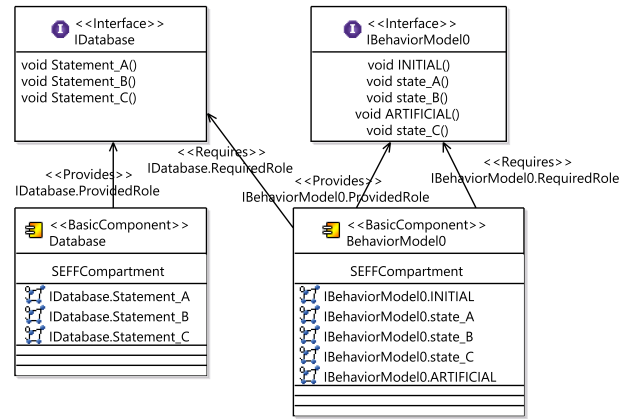 I <<Interface>>
IDatabase
void Statement_A()
void Statement_B()
void Statement_C()
I <<Interface>>
IBehaviorModel0
void INITIAL()
void state_A()
void state_B()
void ARTIFICIAL()
void state_C()
<<Provides>>
IDatabase.ProvidedRole
<<Requires>>
IDatabase.RequiredRole
<<Provides>>
IBehaviorModel0.ProvidedRole
<<Requires>>
IBehaviorModel0.RequiredRole
<<BasicComponent>>
Database
SEFFCompartment
IDatabase.Statement_A
IDatabase.Statement_B
IDatabase.Statement_C
<<BasicComponent>>
BehaviorModel0
SEFFCompartment
IBehaviorModel0.INITIAL
IBehaviorModel0.state_A
IBehaviorModel0.state_B
IBehaviorModel0.state_C
IBehaviorModel0.ARTIFICIAL